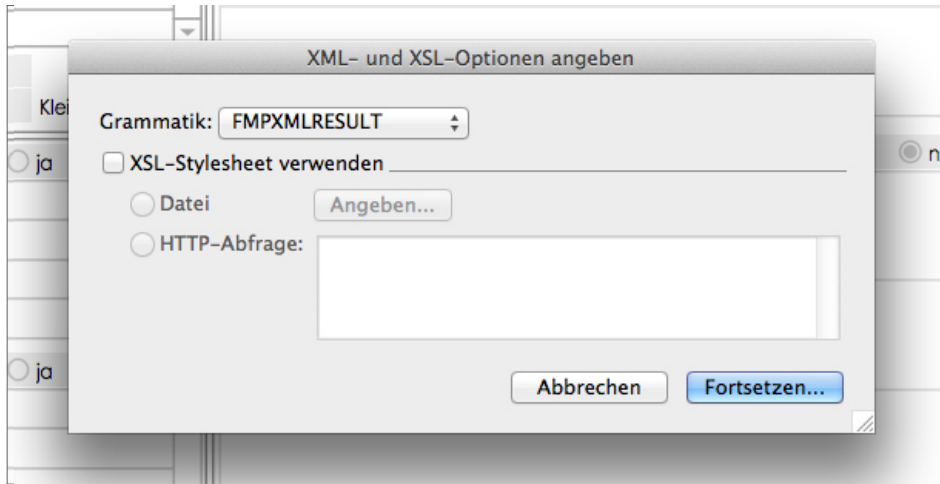 XML- und XSL-Optionen angeben
Grammatik: FMPXMLRESULT
XSL-Stylesheet verwenden
Datei Angeben...
HTTP-Abfrage:
Abbrechen Fortsetzen...
Klei
ja
n
ja